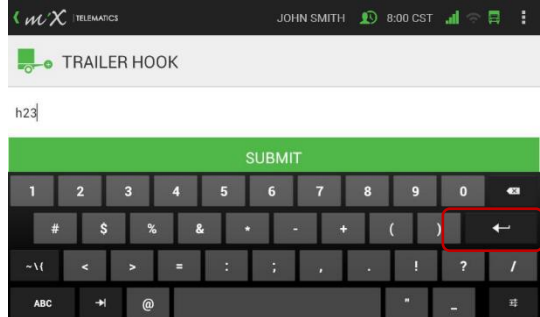 miX TELEMATICS JOHN SMITH 8:00 CST
TRAILER HOOK
h23
SUBMIT
1 2 3 4 5 6 7 8 9 0
# $ % & * - + ( )
~\{ < > = : ; , . ! ? /
ABC @ " _